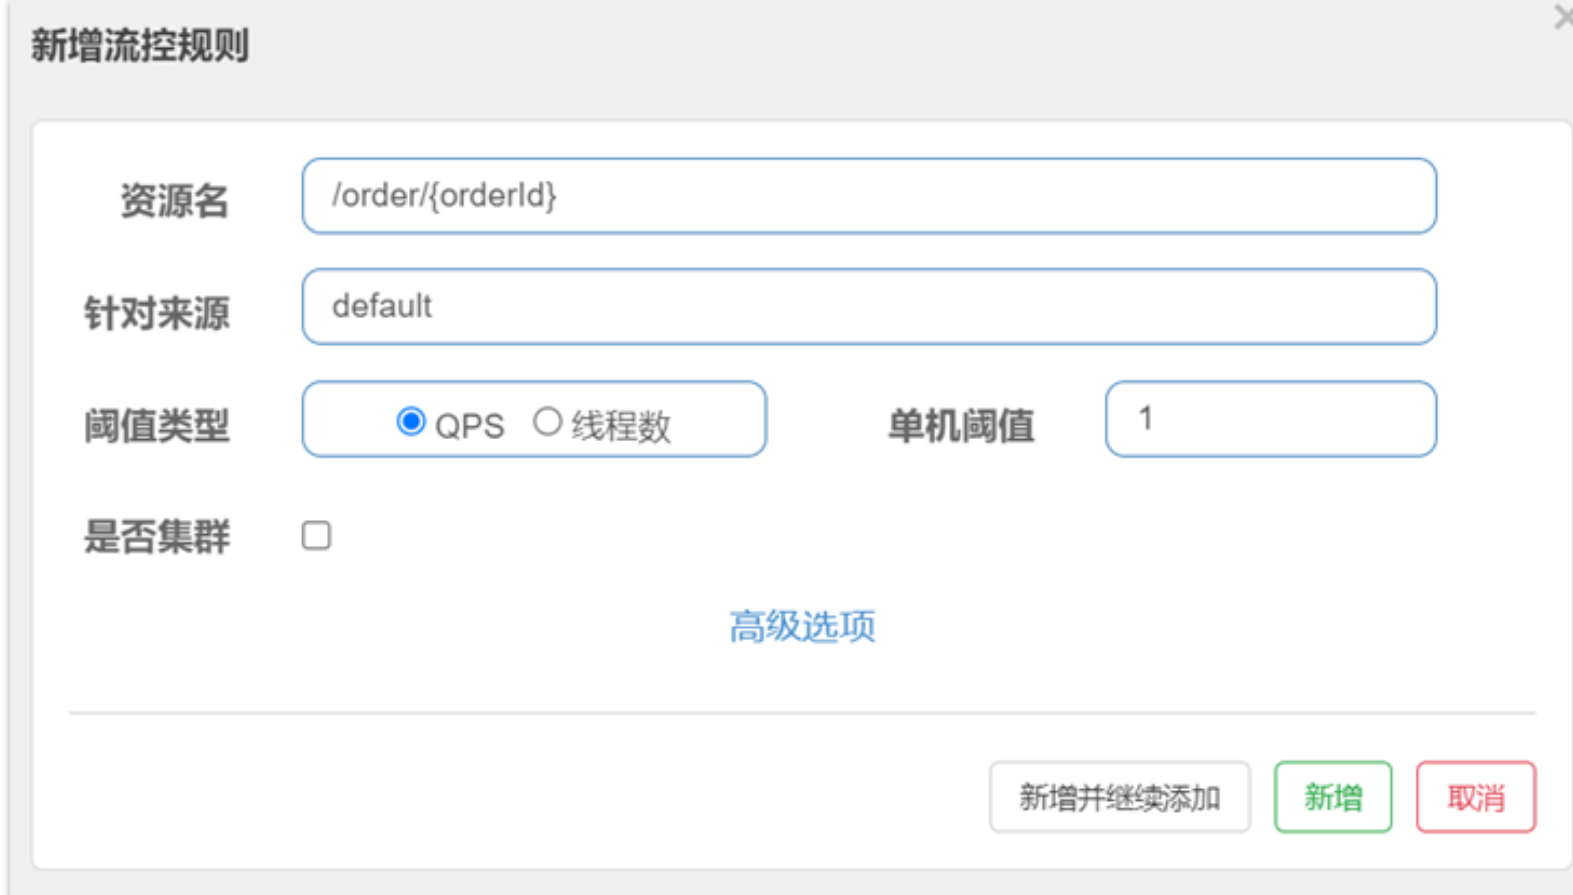 新增流控规则
资源名 /order/{orderId}
针对来源 default
阈值类型 QPS 线程数 单机阈值 1
是否集群
高级选项
新增并继续添加 新增 取消